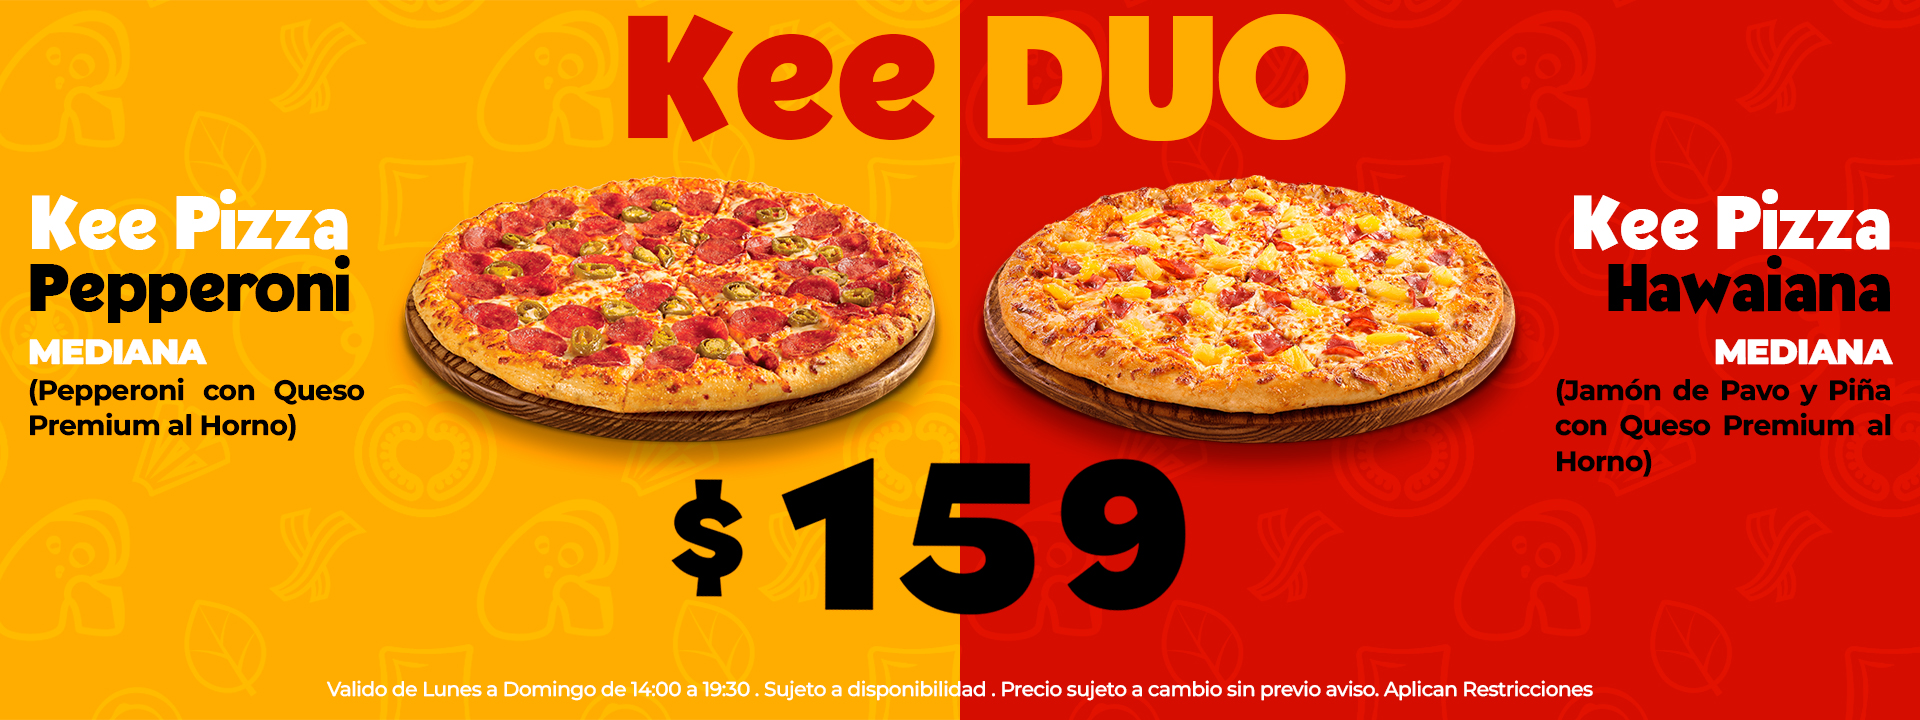 Kee DUO
Kee Pizza
Pepperoni
MEDIANA
(Pepperoni con Queso
Premium al Horno)
Kee Pizza
Hawaiana
MEDIANA
(Jamón de Pavo y Piña
con Queso Premium al
Horno)
$ 159
Valido de Lunes a Domingo de 14:00 a 19:30 . Sujeto a disponibilidad . Precio sujeto a cambio sin previo aviso. Aplican Restricciones